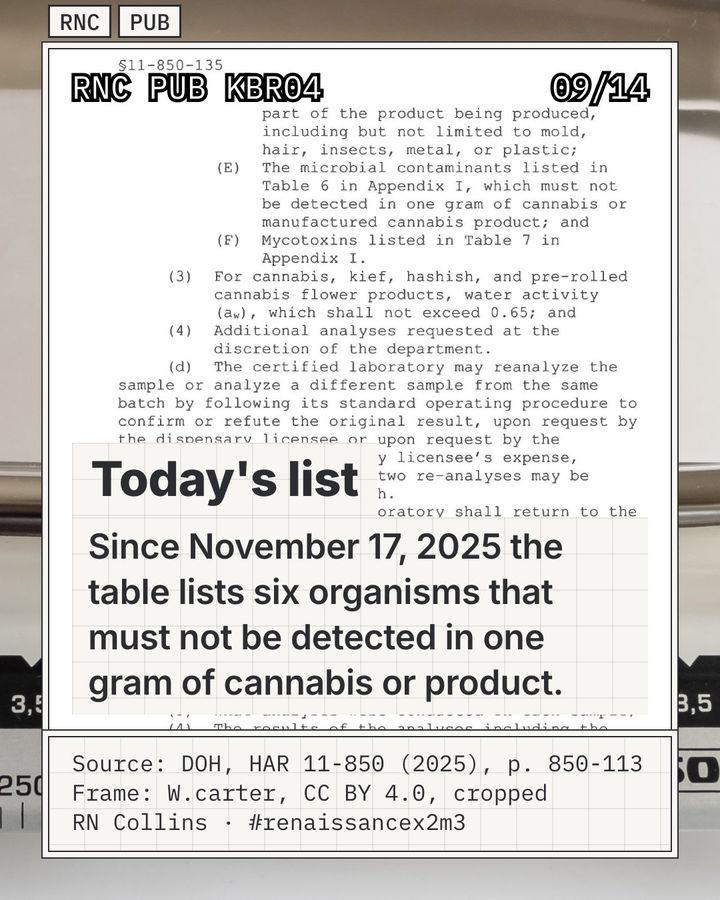 RNC PUB
§11-850-135
RNC PUB KBR04 09/14
part of the product being produced,
including but not limited to mold,
hair, insects, metal, or plastic;
(E) The microbial contaminants listed in
Table 6 in Appendix I, which must not
be detected in one gram of cannabis or
manufactured cannabis product; and
(F) Mycotoxins listed in Table 7 in
Appendix I.
(3) For cannabis, kief, hashish, and pre-rolled
cannabis flower products, water activity
(aw), which shall not exceed 0.65; and
(4) Additional analyses requested at the
discretion of the department.
(d) The certified laboratory may reanalyze the
sample or analyze a different sample from the same
batch by following its standard operating procedure to
confirm or refute the original result, upon request by
the dispensary licensee or upon request by the
y licensee's expense,
two re-analyses may be
h.
oratory shall return to the
Today's list
Since November 17, 2025 the
table lists six organisms that
must not be detected in one
gram of cannabis or product.
(4) The results of the analyses including the
Source: DOH, HAR 11-850 (2025), p. 850-113
Frame: W.carter, CC BY 4.0, cropped
RN Collins · #renaissancex2m3
3,5
3,5
250